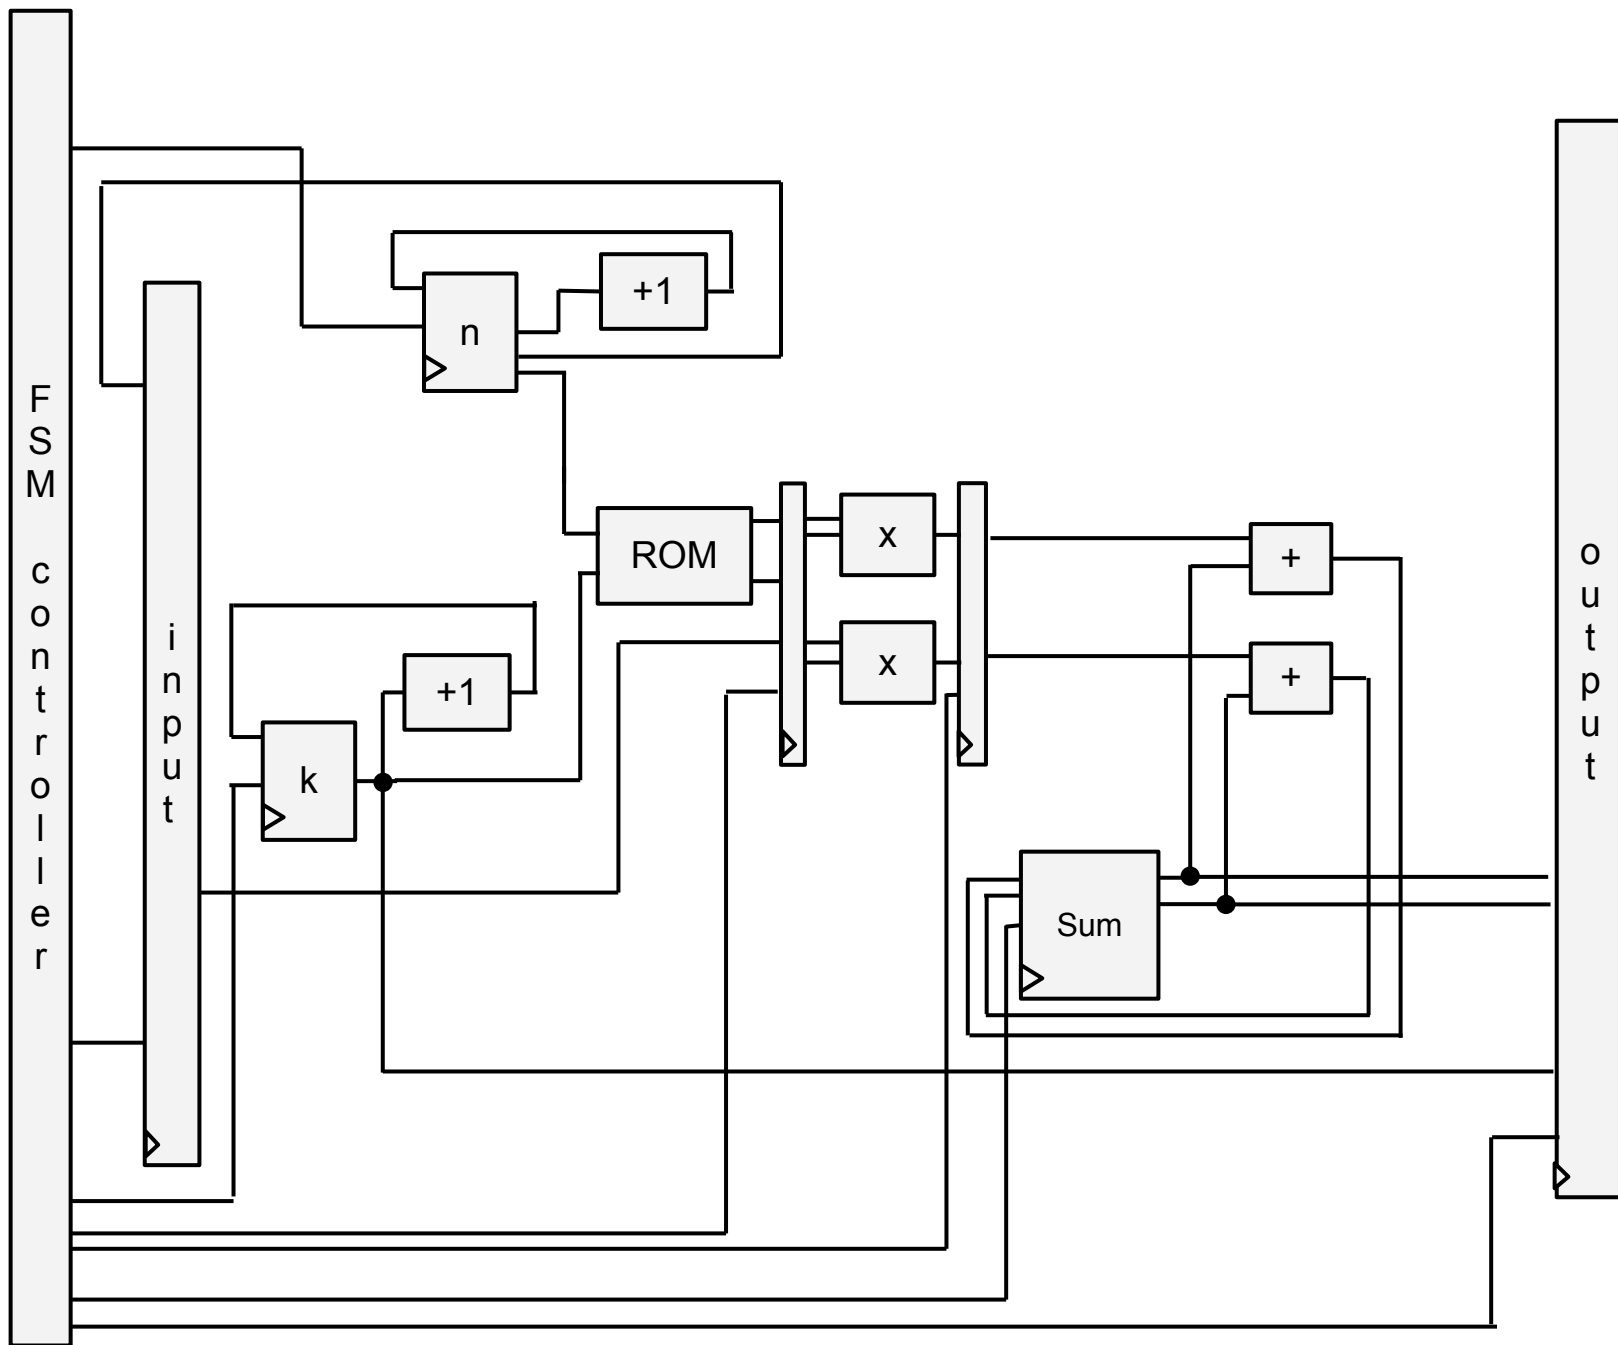 FSM controller
input
n
+1
ROM
x
x
+
+
+1
k
Sum
output